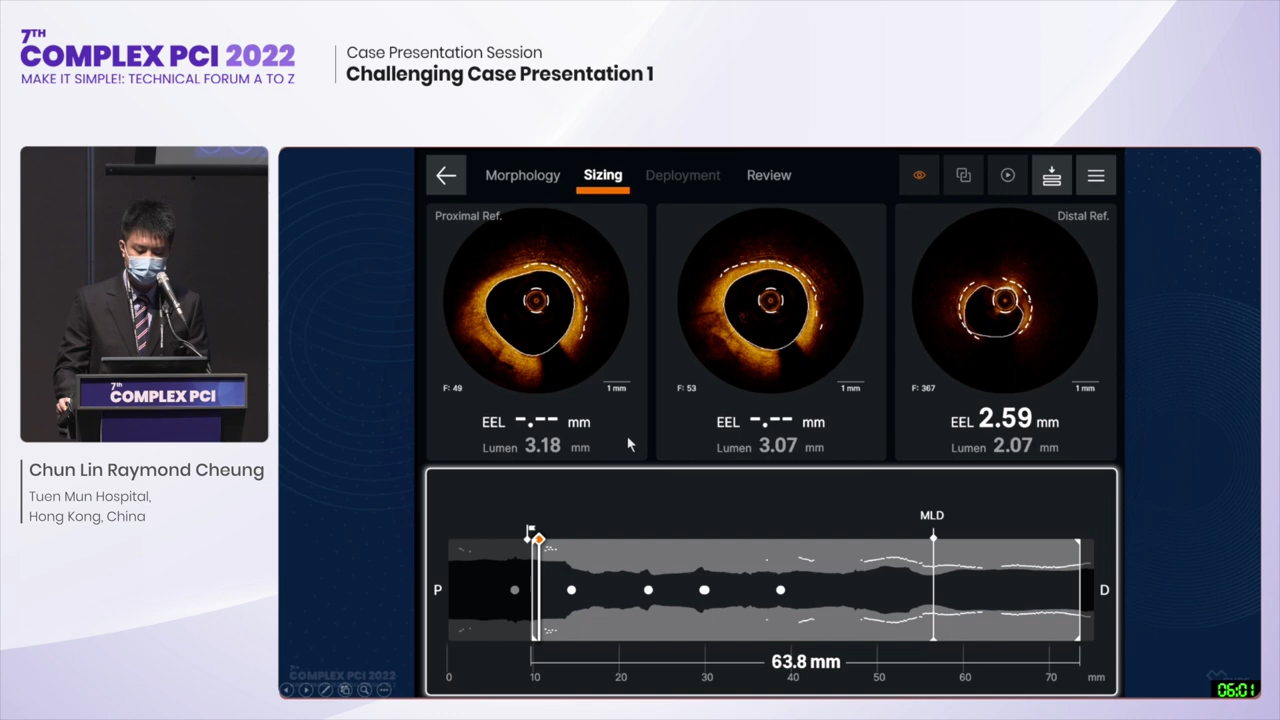 7TH
COMPLEX PCI 2022
MAKE IT SIMPLE!: TECHNICAL FORUM A TO Z
Case Presentation Session
Challenging Case Presentation 1
7th
COMPLEX PCI
Chun Lin Raymond Cheung
Tuen Mun Hospital,
Hong Kong, China
Morphology Sizing Deployment Review
Proximal Ref. Distal Ref.
F: 49 1 mm F: 53 1 mm F: 367 1 mm
EEL -.-- mm EEL -.-- mm EEL 2.59 mm
Lumen 3.18 mm Lumen 3.07 mm Lumen 2.07 mm
MLD
P D
63.8 mm
0 10 20 30 40 50 60 70 mm
COMPLEX PCI 2022
06:01